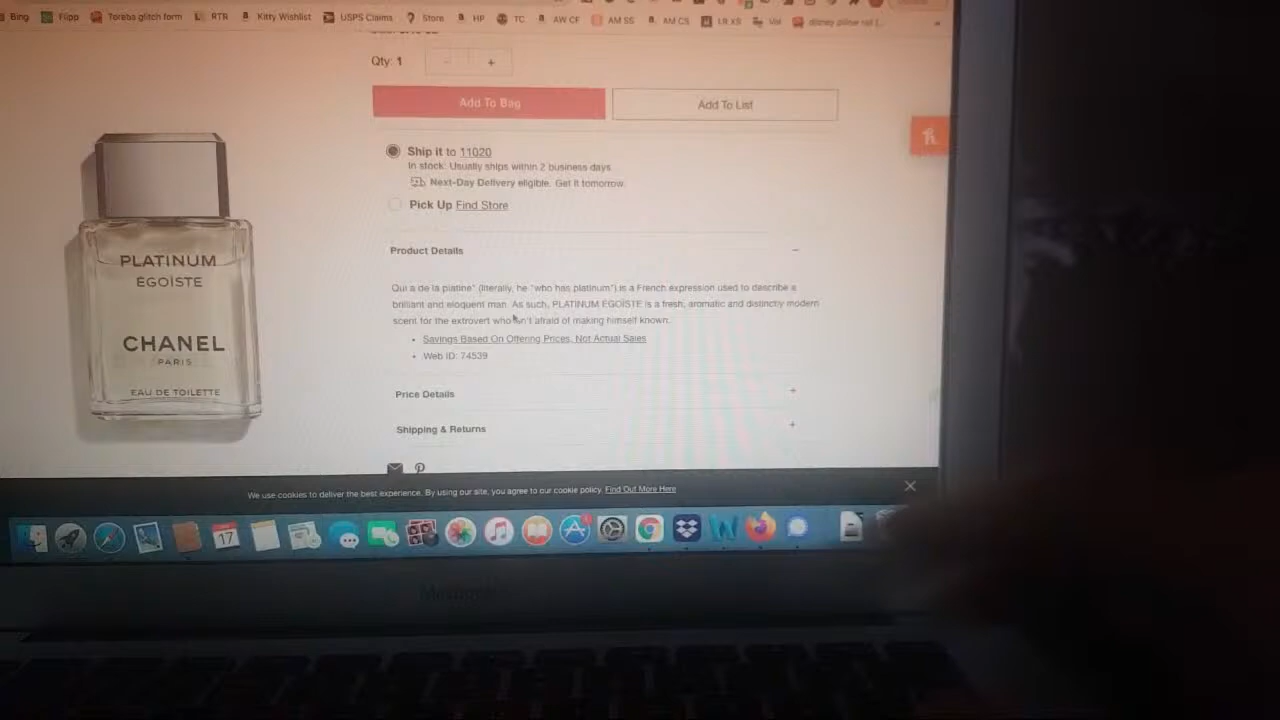 Bing Flipp Toreba glitch form RTR Kitty Wishlist USPS Claims Store HP TC AW CF AM SS AM CS LR XS Vol
Qty: 1
- +
Add To Bag Add To List
Ship it to 11020
In stock: Usually ships within 2 business days
Next-Day Delivery eligible. Get it tomorrow.
Pick Up Find Store
Product Details
Qui a de la platine" (literally, he "who has platinum") is a French expression used to describe a
brilliant and eloquent man. As such, PLATINUM ÉGOÏSTE is a fresh, aromatic and distinctly modern
scent for the extrovert who isn't afraid of making himself known.
Savings Based On Offering Prices, Not Actual Sales
Web ID: 74539
Price Details +
Shipping & Returns +
PLATINUM
ÉGOÏSTE
CHANEL
PARIS
EAU DE TOILETTE
We use cookies to deliver the best experience. By using our site, you agree to our cookie policy. Find Out More Here
17